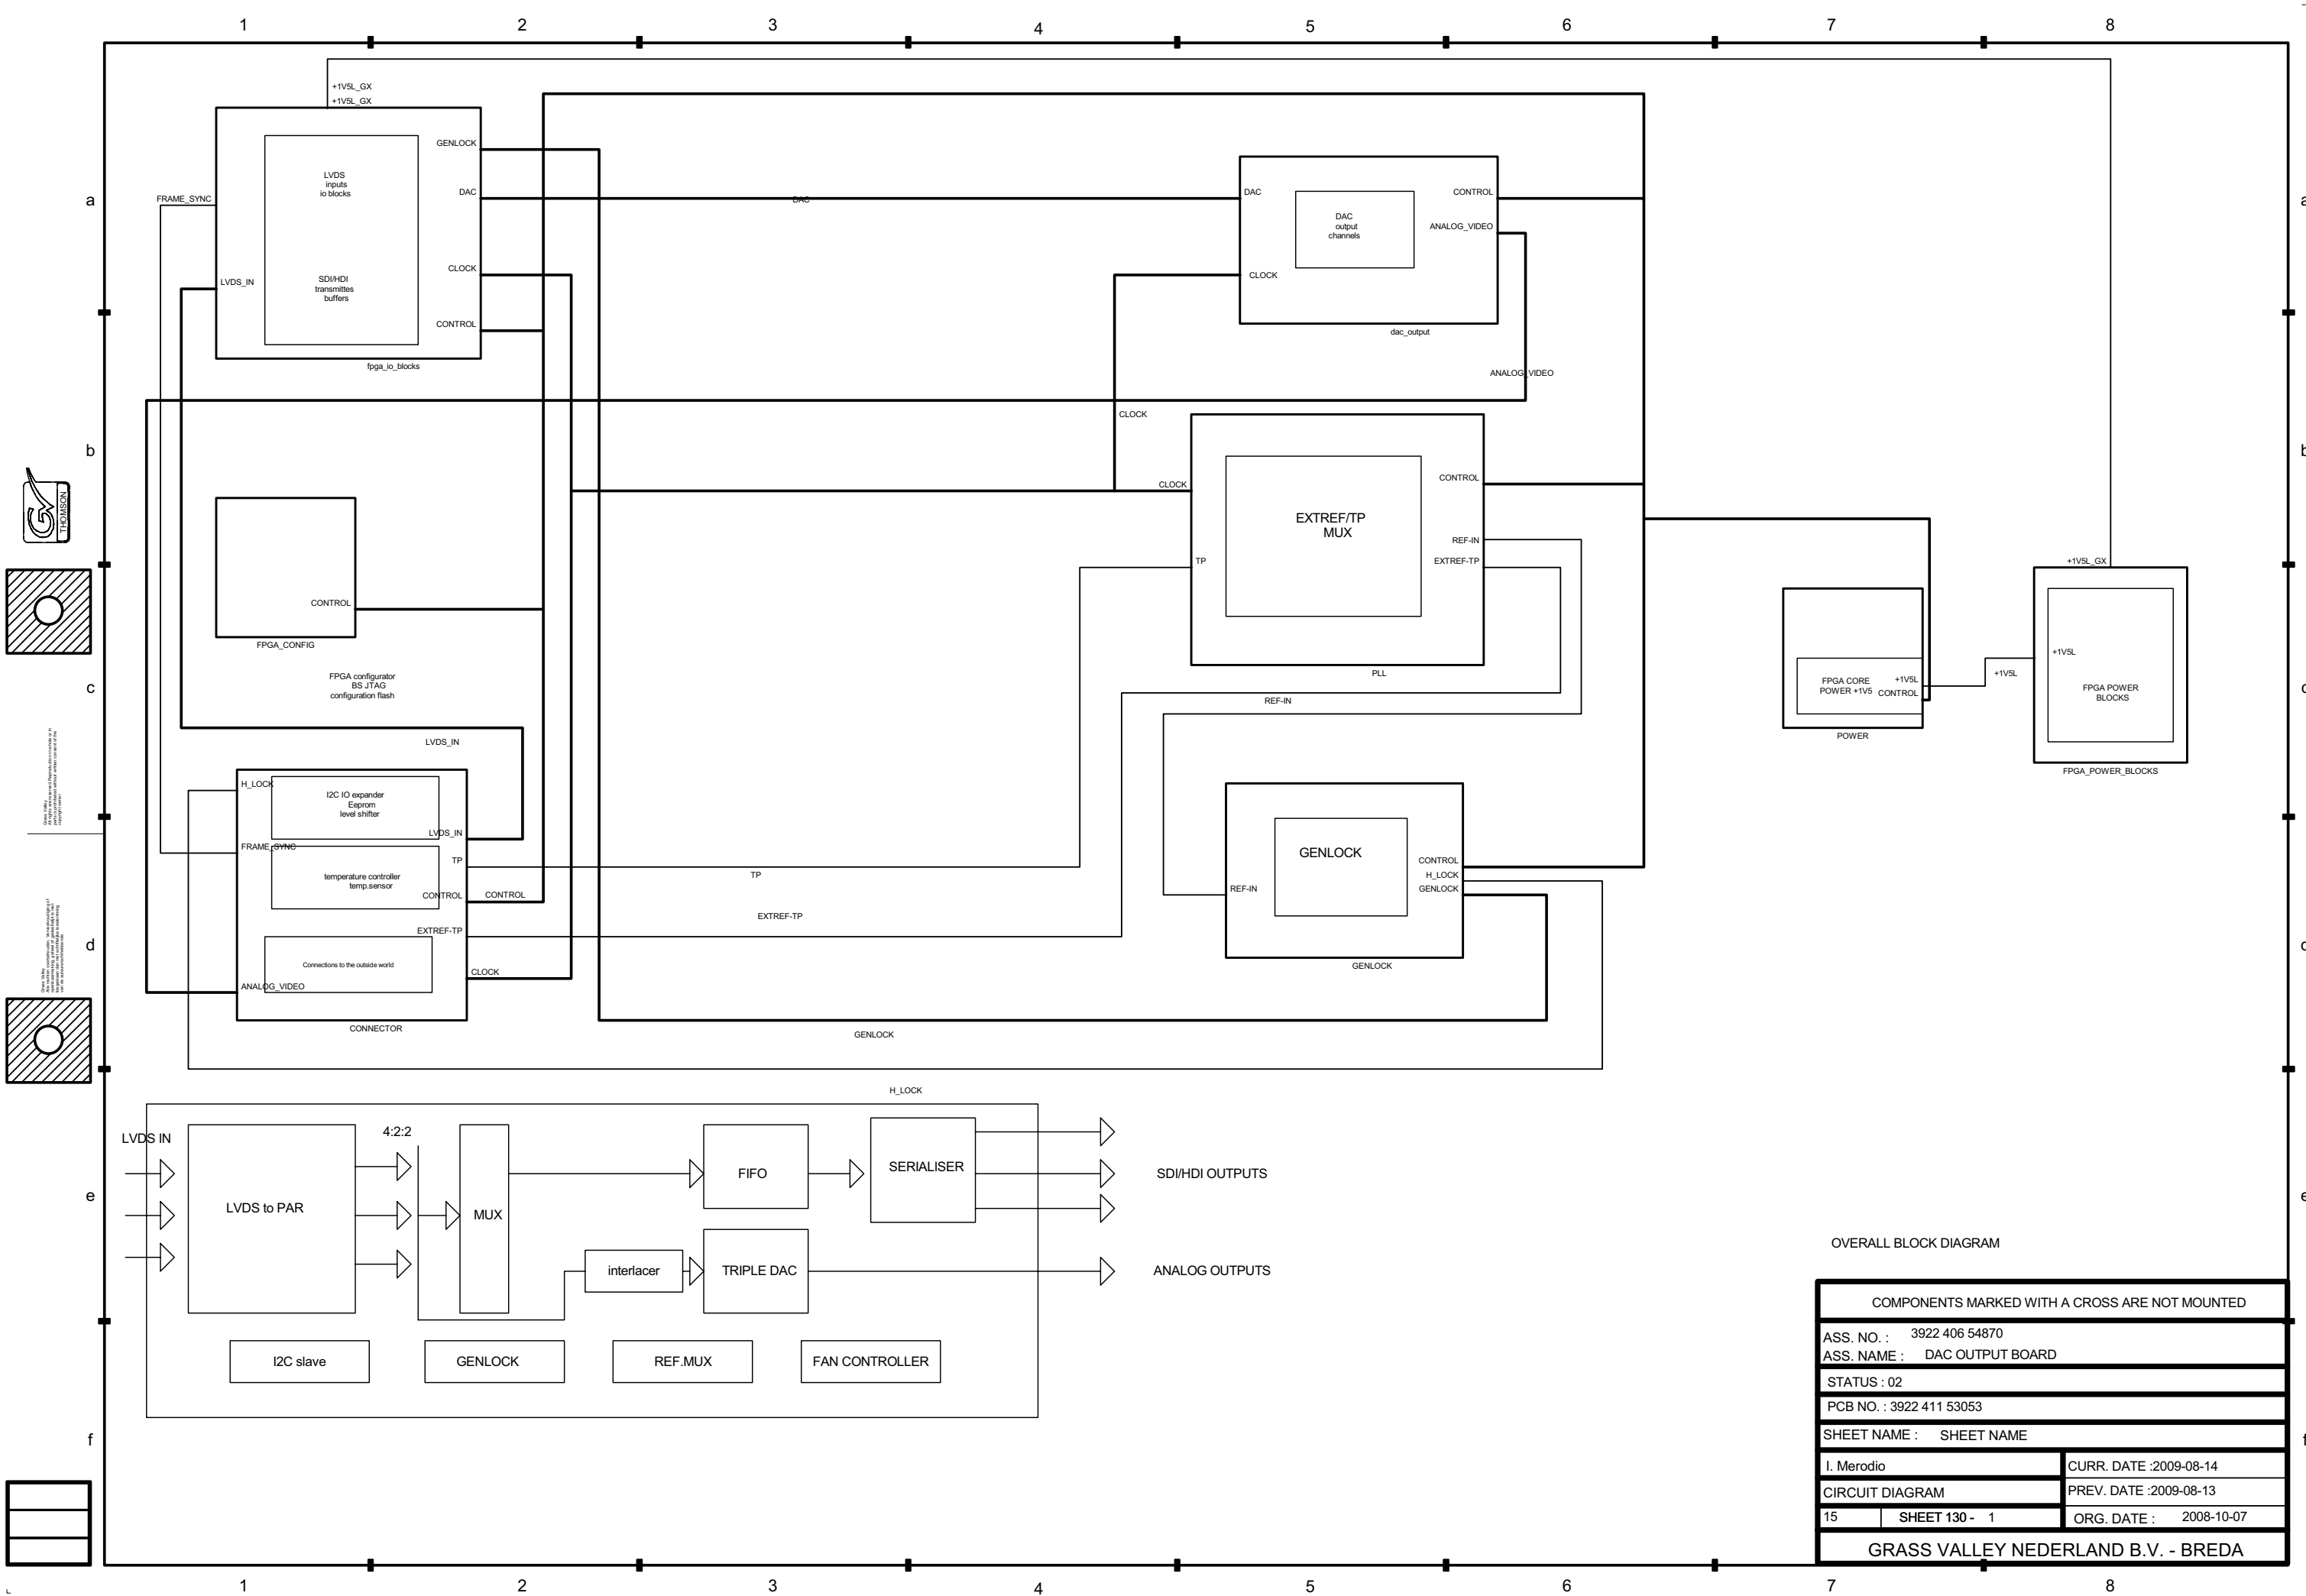 1 2 3 4 5 6 7 8
a
b
c
d
e
f
+1V5L_GX
+1V5L_GX
GENLOCK
LVDS
inputs
io blocks
DAC
FRAME_SYNC
CLOCK
LVDS_IN
SDI/HDI
transmittes
buffers
CONTROL
fpga_io_blocks
DAC
DAC
CONTROL
DAC
output
channels
ANALOG_VIDEO
CLOCK
dac_output
ANALOG_VIDEO
CLOCK
CLOCK
CONTROL
EXTREF/TP
MUX
REF-IN
TP
EXTREF-TP
PLL
THOMSON
CONTROL
FPGA_CONFIG
FPGA configurator
BS JTAG
configuration flash
REF-IN
FPGA CORE
POWER +1V5
+1V5L
CONTROL
POWER
+1V5L
+1V5L_GX
+1V5L
FPGA POWER
BLOCKS
FPGA_POWER_BLOCKS
LVDS_IN
H_LOCK
I2C IO expander
Eeprom
level shifter
LVDS_IN
FRAME_SYNC
TP
temperature controller
temp.sensor
CONTROL
CONTROL
EXTREF-TP
Connections to the outside world
CLOCK
ANALOG_VIDEO
CONNECTOR
TP
EXTREF-TP
GENLOCK
CONTROL
H_LOCK
REF-IN
GENLOCK
GENLOCK
GENLOCK
H_LOCK
LVDS IN
4:2:2
LVDS to PAR
MUX
FIFO
SERIALISER
SDI/HDI OUTPUTS
interlacer
TRIPLE DAC
ANALOG OUTPUTS
I2C slave
GENLOCK
REF.MUX
FAN CONTROLLER
OVERALL BLOCK DIAGRAM
COMPONENTS MARKED WITH A CROSS ARE NOT MOUNTED
ASS. NO. : 3922 406 54870
ASS. NAME : DAC OUTPUT BOARD
STATUS : 02
PCB NO. : 3922 411 53053
SHEET NAME : SHEET NAME
I. Merodio
CURR. DATE :2009-08-14
CIRCUIT DIAGRAM
PREV. DATE :2009-08-13
15 SHEET 130 - 1
ORG. DATE : 2008-10-07
GRASS VALLEY NEDERLAND B.V. - BREDA
1 2 3 4 5 6 7 8